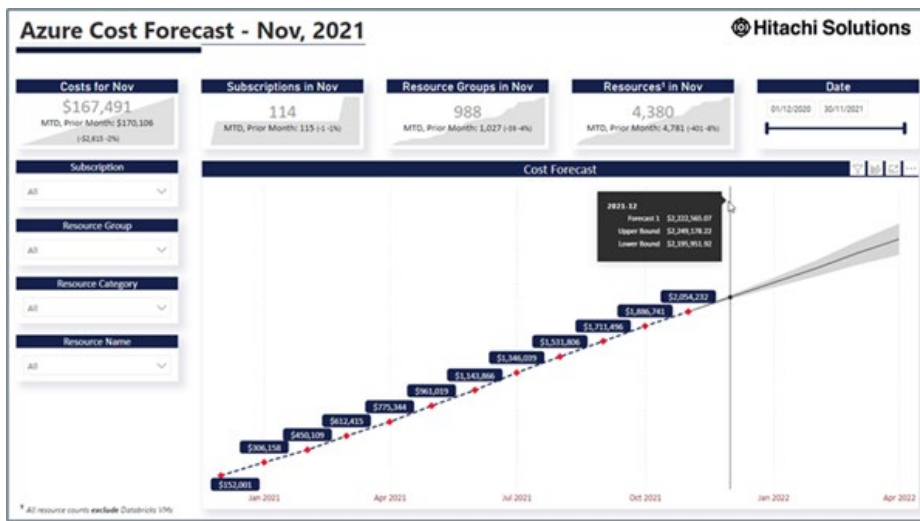 Azure Cost Forecast - Nov, 2021
Hitachi Solutions
Costs for Nov
$167,491
MTD, Prior Month: $170,106
(-$2,615 -2%)
Subscriptions in Nov
114
MTD, Prior Month: 115 (-1 -1%)
Resource Groups in Nov
988
MTD, Prior Month: 1,027 (-39 -4%)
Resources¹ in Nov
4,380
MTD, Prior Month: 4,781 (-401 -8%)
Date
01/12/2020 30/11/2021
Subscription
All
Resource Group
All
Resource Category
All
Resource Name
All
Cost Forecast
2021-12
Forecast 1 $2,222,565.07
Upper Bound $2,249,178.22
Lower Bound $2,195,951.92
$2,054,232
$1,886,741
$1,711,496
$1,531,806
$1,346,039
$1,143,866
$961,019
$775,344
$612,415
$450,109
$306,158
$152,001
Jan 2021
Apr 2021
Jul 2021
Oct 2021
Jan 2022
Apr 2022
¹ All resource counts exclude Databricks VMs